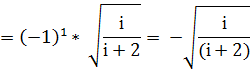 = (−1)¹ * √(i/(i + 2)) = −√(i/((i + 2)))